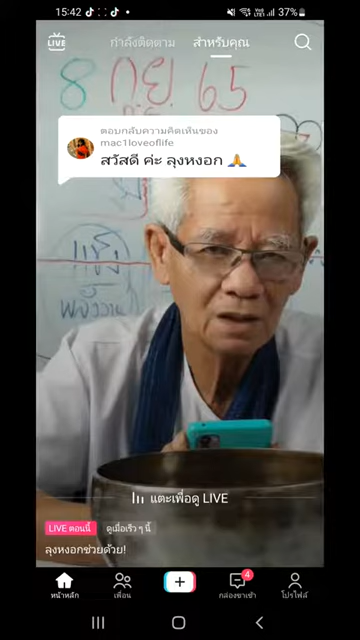 15:42
37%
LIVE
กำลังติดตาม
สำหรับคุณ
8 ก.ย. 65
ตอบกลับความคิดเห็นของ
mac1loveoflife
สวัสดี ค่ะ ลุงหงอก 🙏
แตะเพื่อดู LIVE
LIVE ตอนนี้
ดูเมื่อเร็วๆ นี้
ลุงหงอกช่วยด้วย!
4
หน้าหลัก
เพื่อน
กล่องขาเข้า
โปรไฟล์